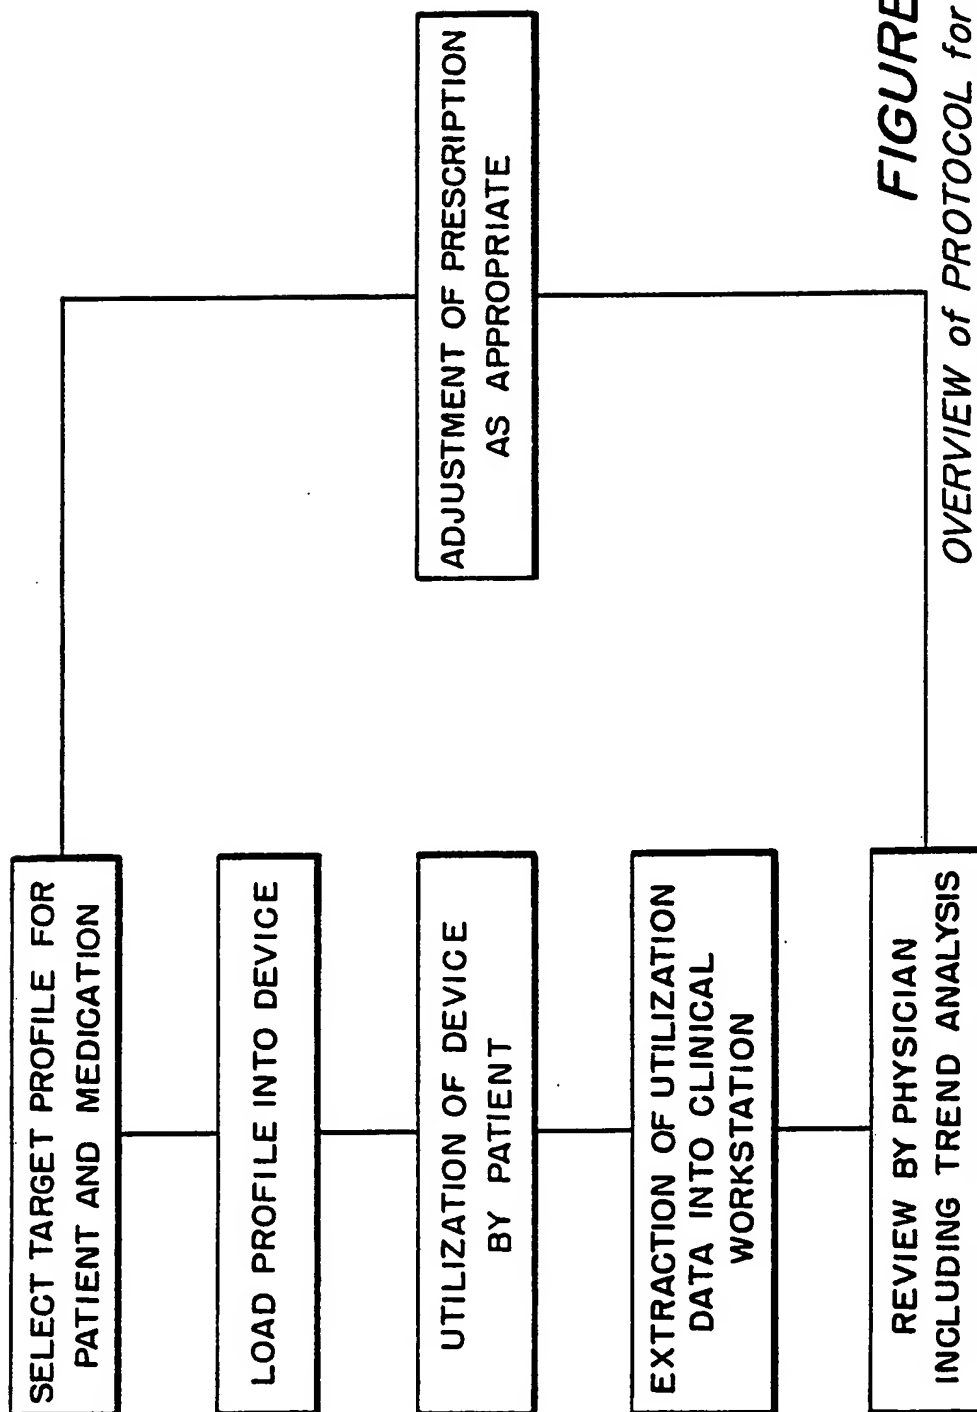 SELECT TARGET PROFILE FOR
PATIENT AND MEDICATION
LOAD PROFILE INTO DEVICE
UTILIZATION OF DEVICE
BY PATIENT
EXTRACTION OF UTILIZATION
DATA INTO CLINICAL
WORKSTATION
REVIEW BY PHYSICIAN
INCLUDING TREND ANALYSIS
ADJUSTMENT OF PRESCRIPTION
AS APPROPRIATE
FIGURE
OVERVIEW of PROTOCOL for